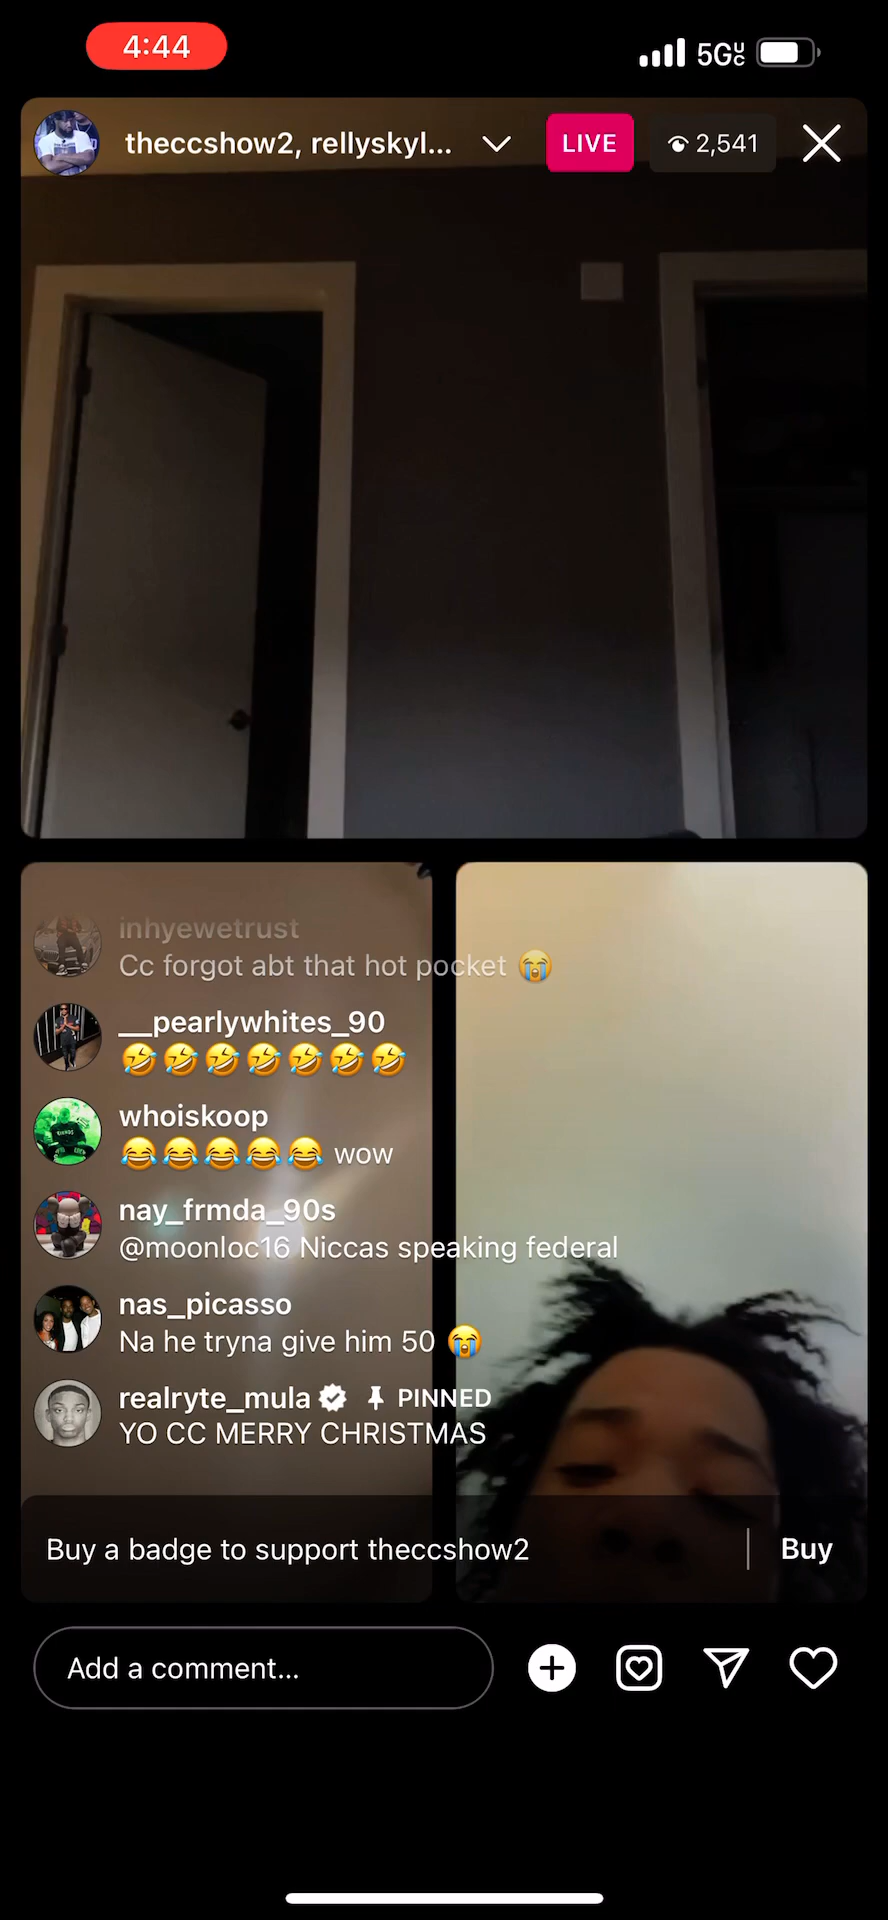 4:44
5GUC
theccshow2, rellyskyl...
LIVE
2,541
inhyewetrust
Cc forgot abt that hot pocket 😭
__pearlywhites_90
🤣🤣🤣🤣🤣🤣🤣
whoiskoop
😂😂😂😂😂 wow
nay_frmda_90s
@moonloc16 Niccas speaking federal
nas_picasso
Na he tryna give him 50 😭
realryte_mula PINNED
YO CC MERRY CHRISTMAS
Buy a badge to support theccshow2
Buy
Add a comment...